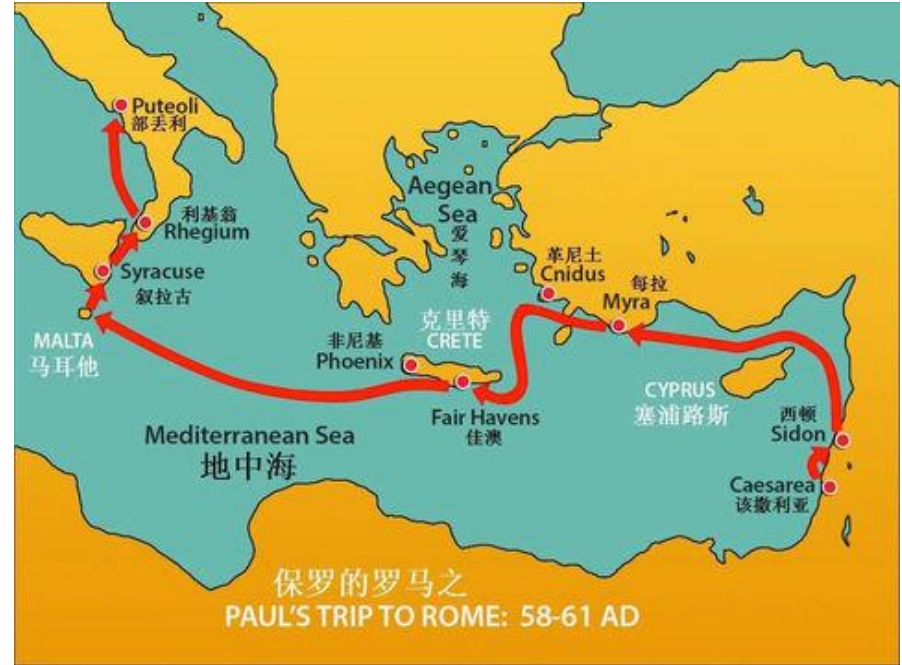 Puteoli
部丢利
Aegean
Sea
爱
琴
海
利基翁
Rhegium
革尼土
Cnidus
Syracuse
叙拉古
每拉
Myra
克里特
CRETE
MALTA
马耳他
非尼基
Phoenix
CYPRUS
塞浦路斯
Fair Havens
佳澳
西顿
Sidon
Mediterranean Sea
地中海
Caesarea
该撒利亚
保罗的罗马之
PAUL'S TRIP TO ROME: 58-61 AD